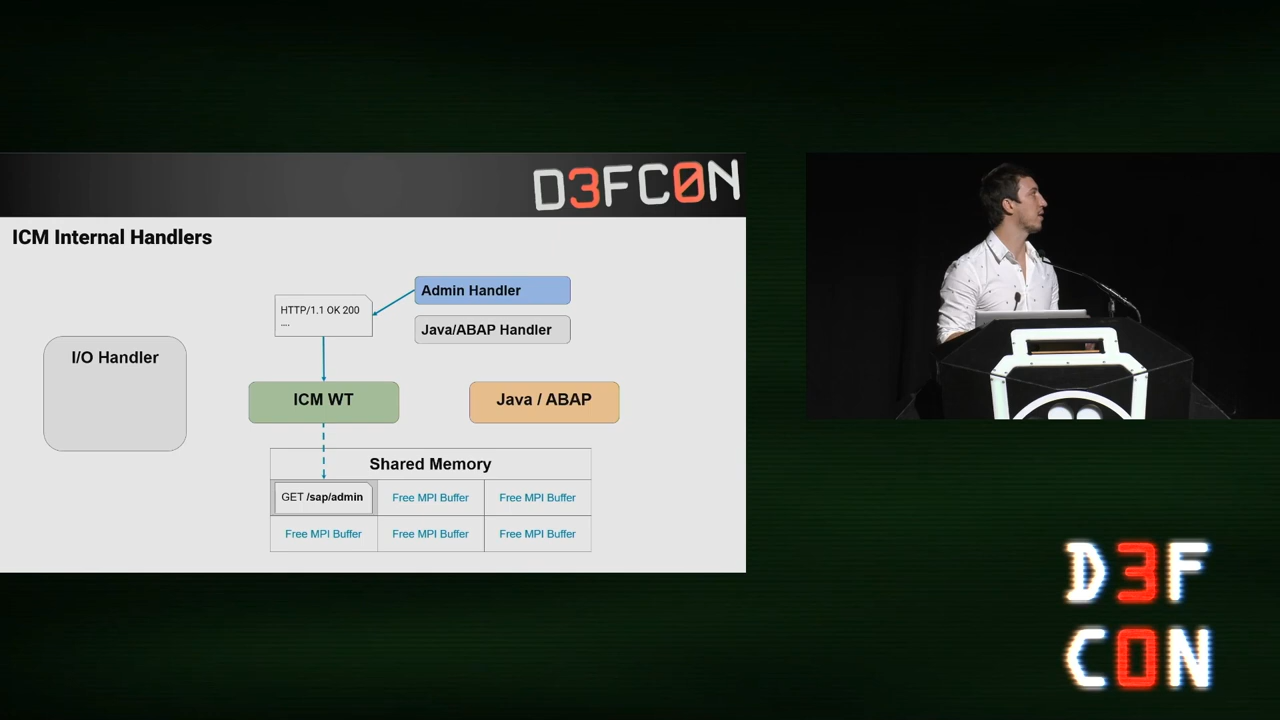 D3FC0N
ICM Internal Handlers
Admin Handler
HTTP/1.1 OK 200
....
Java/ABAP Handler
I/O Handler
ICM WT
Java / ABAP
Shared Memory
GET /sap/admin
Free MPI Buffer
Free MPI Buffer
Free MPI Buffer
Free MPI Buffer
Free MPI Buffer
D3F
C0N